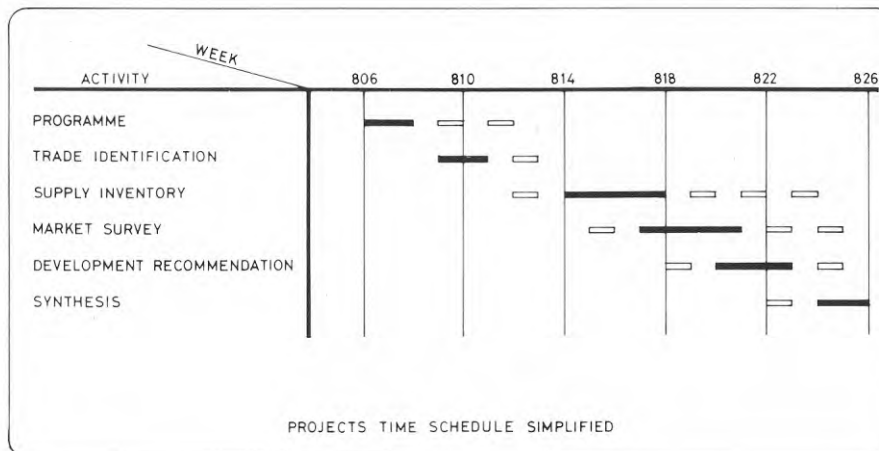 WEEK
ACTIVITY 806 810 814 818 822 826
PROGRAMME
TRADE IDENTIFICATION
SUPPLY INVENTORY
MARKET SURVEY
DEVELOPMENT RECOMMENDATION
SYNTHESIS
PROJECTS TIME SCHEDULE SIMPLIFIED